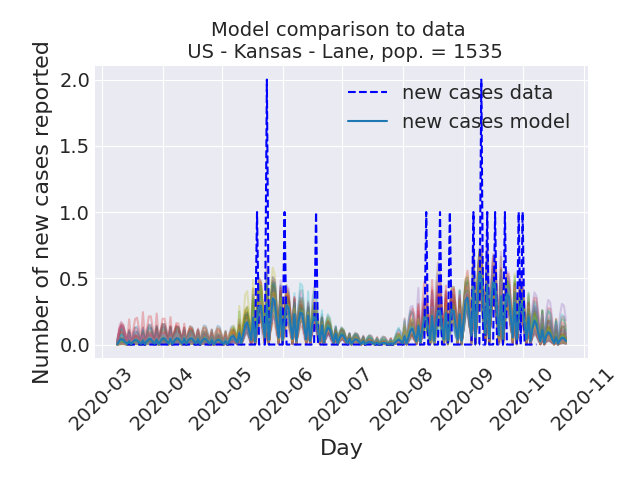 Model comparison to data
US - Kansas - Lane, pop. = 1535
Number of new cases reported
2.0
1.5
1.0
0.5
0.0
new cases data
new cases model
2020-03
2020-04
2020-05
2020-06
2020-07
2020-08
2020-09
2020-10
2020-11
Day